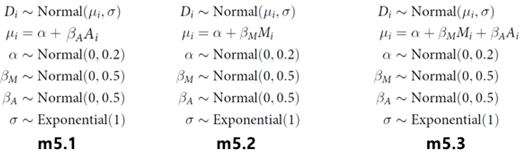 Dᵢ ∼ Normal(μᵢ, σ)
μᵢ = α + β_A Aᵢ
α ∼ Normal(0, 0.2)
β_M ∼ Normal(0, 0.5)
β_A ∼ Normal(0, 0.5)
σ ∼ Exponential(1)
m5.1
Dᵢ ∼ Normal(μᵢ, σ)
μᵢ = α + β_M Mᵢ
α ∼ Normal(0, 0.2)
β_M ∼ Normal(0, 0.5)
β_A ∼ Normal(0, 0.5)
σ ∼ Exponential(1)
m5.2
Dᵢ ∼ Normal(μᵢ, σ)
μᵢ = α + β_M Mᵢ + β_A Aᵢ
α ∼ Normal(0, 0.2)
β_M ∼ Normal(0, 0.5)
β_A ∼ Normal(0, 0.5)
σ ∼ Exponential(1)
m5.3